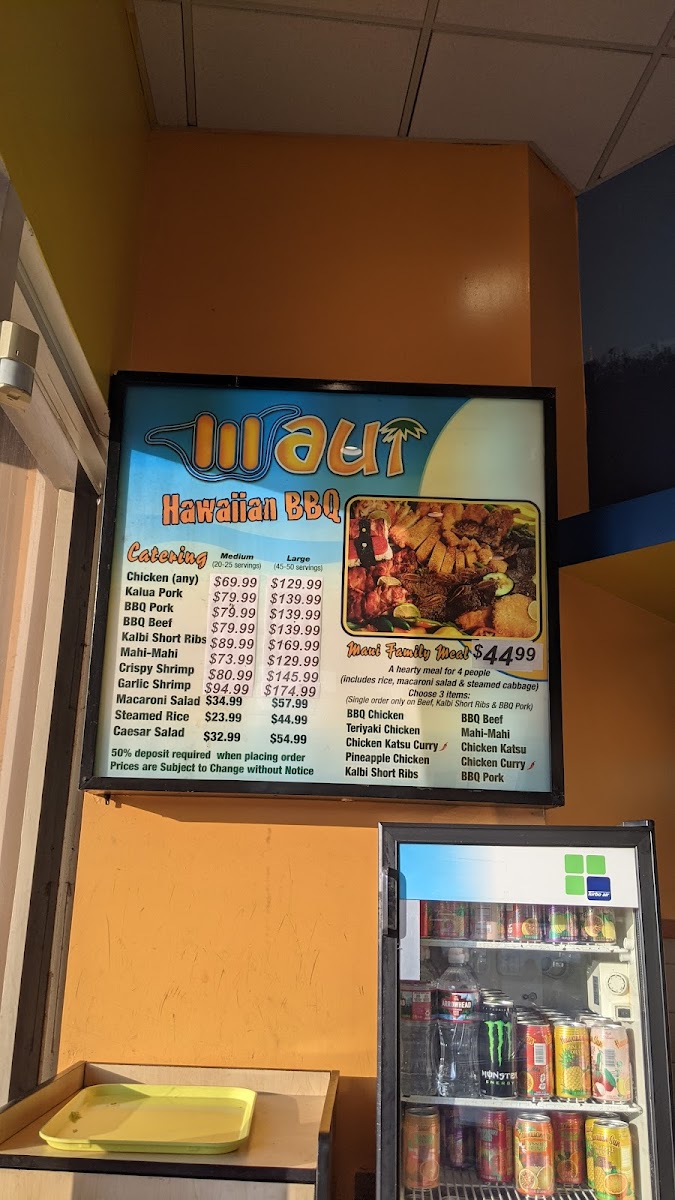 Maui
Hawaiian BBQ
Catering
Medium Large
(20-25 servings) (45-50 servings)
Chicken (any) $69.99 $129.99
Kalua Pork $79.99 $139.99
BBQ Pork $79.99 $139.99
BBQ Beef $79.99 $139.99
Kalbi Short Ribs $89.99 $169.99
Mahi-Mahi $73.99 $129.99
Crispy Shrimp $80.99 $145.99
Garlic Shrimp $94.99 $174.99
Macaroni Salad $34.99 $57.99
Steamed Rice $23.99 $44.99
Caesar Salad $32.99 $54.99
50% deposit required when placing order
Prices are Subject to Change without Notice
Maui Family Meal $44.99
A hearty meal for 4 people
(includes rice, macaroni salad & steamed cabbage)
Choose 3 items:
(Single order only on Beef, Kalbi Short Ribs & BBQ Pork)
BBQ Chicken
Teriyaki Chicken
Chicken Katsu Curry
Pineapple Chicken
Kalbi Short Ribs
BBQ Beef
Mahi-Mahi
Chicken Katsu
Chicken Curry
BBQ Pork
turbo air
ARROWHEAD
MONSTER
ENERGY